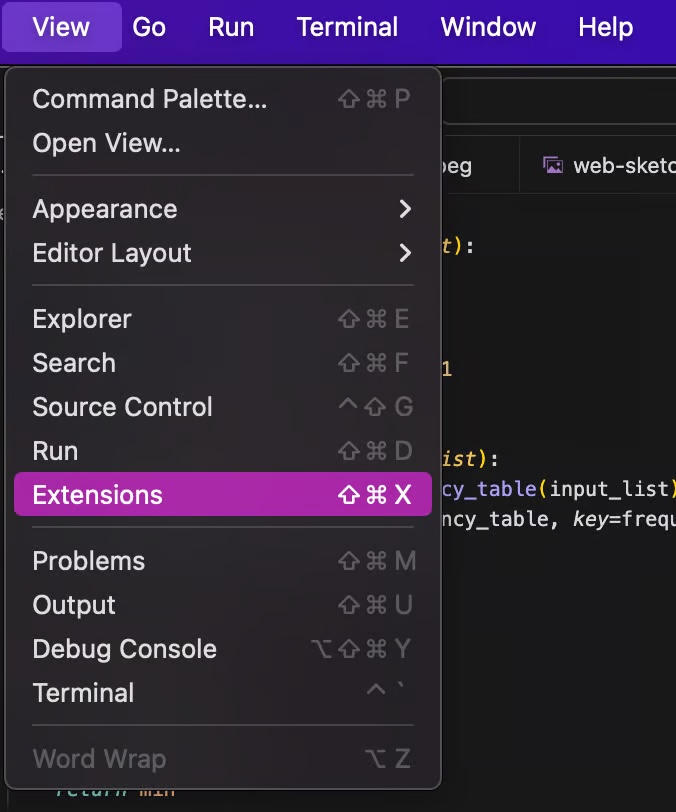 View Go Run Terminal Window Help
Command Palette... ⇧⌘P
Open View...
peg web-sketc
Appearance
Editor Layout
t):
Explorer ⇧⌘E
Search ⇧⌘F
1
Source Control ^⇧G
Run ⇧⌘D
ist):
Extensions ⇧⌘X
cy_table(input_list)
ncy_table, key=frequ
Problems ⇧⌘M
Output ⇧⌘U
Debug Console ⌥⇧⌘Y
Terminal ^`
Word Wrap ⌥Z
return min